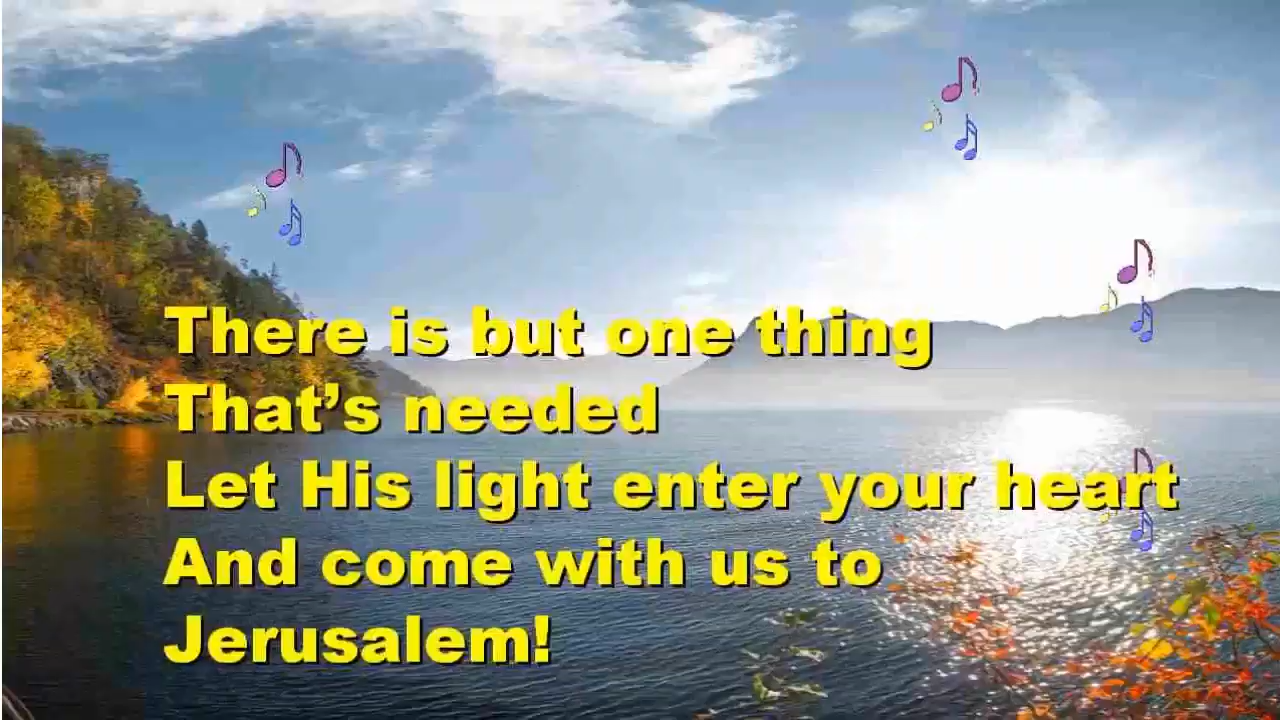 There is but one thing
That’s needed
Let His light enter your heart
And come with us to
Jerusalem!